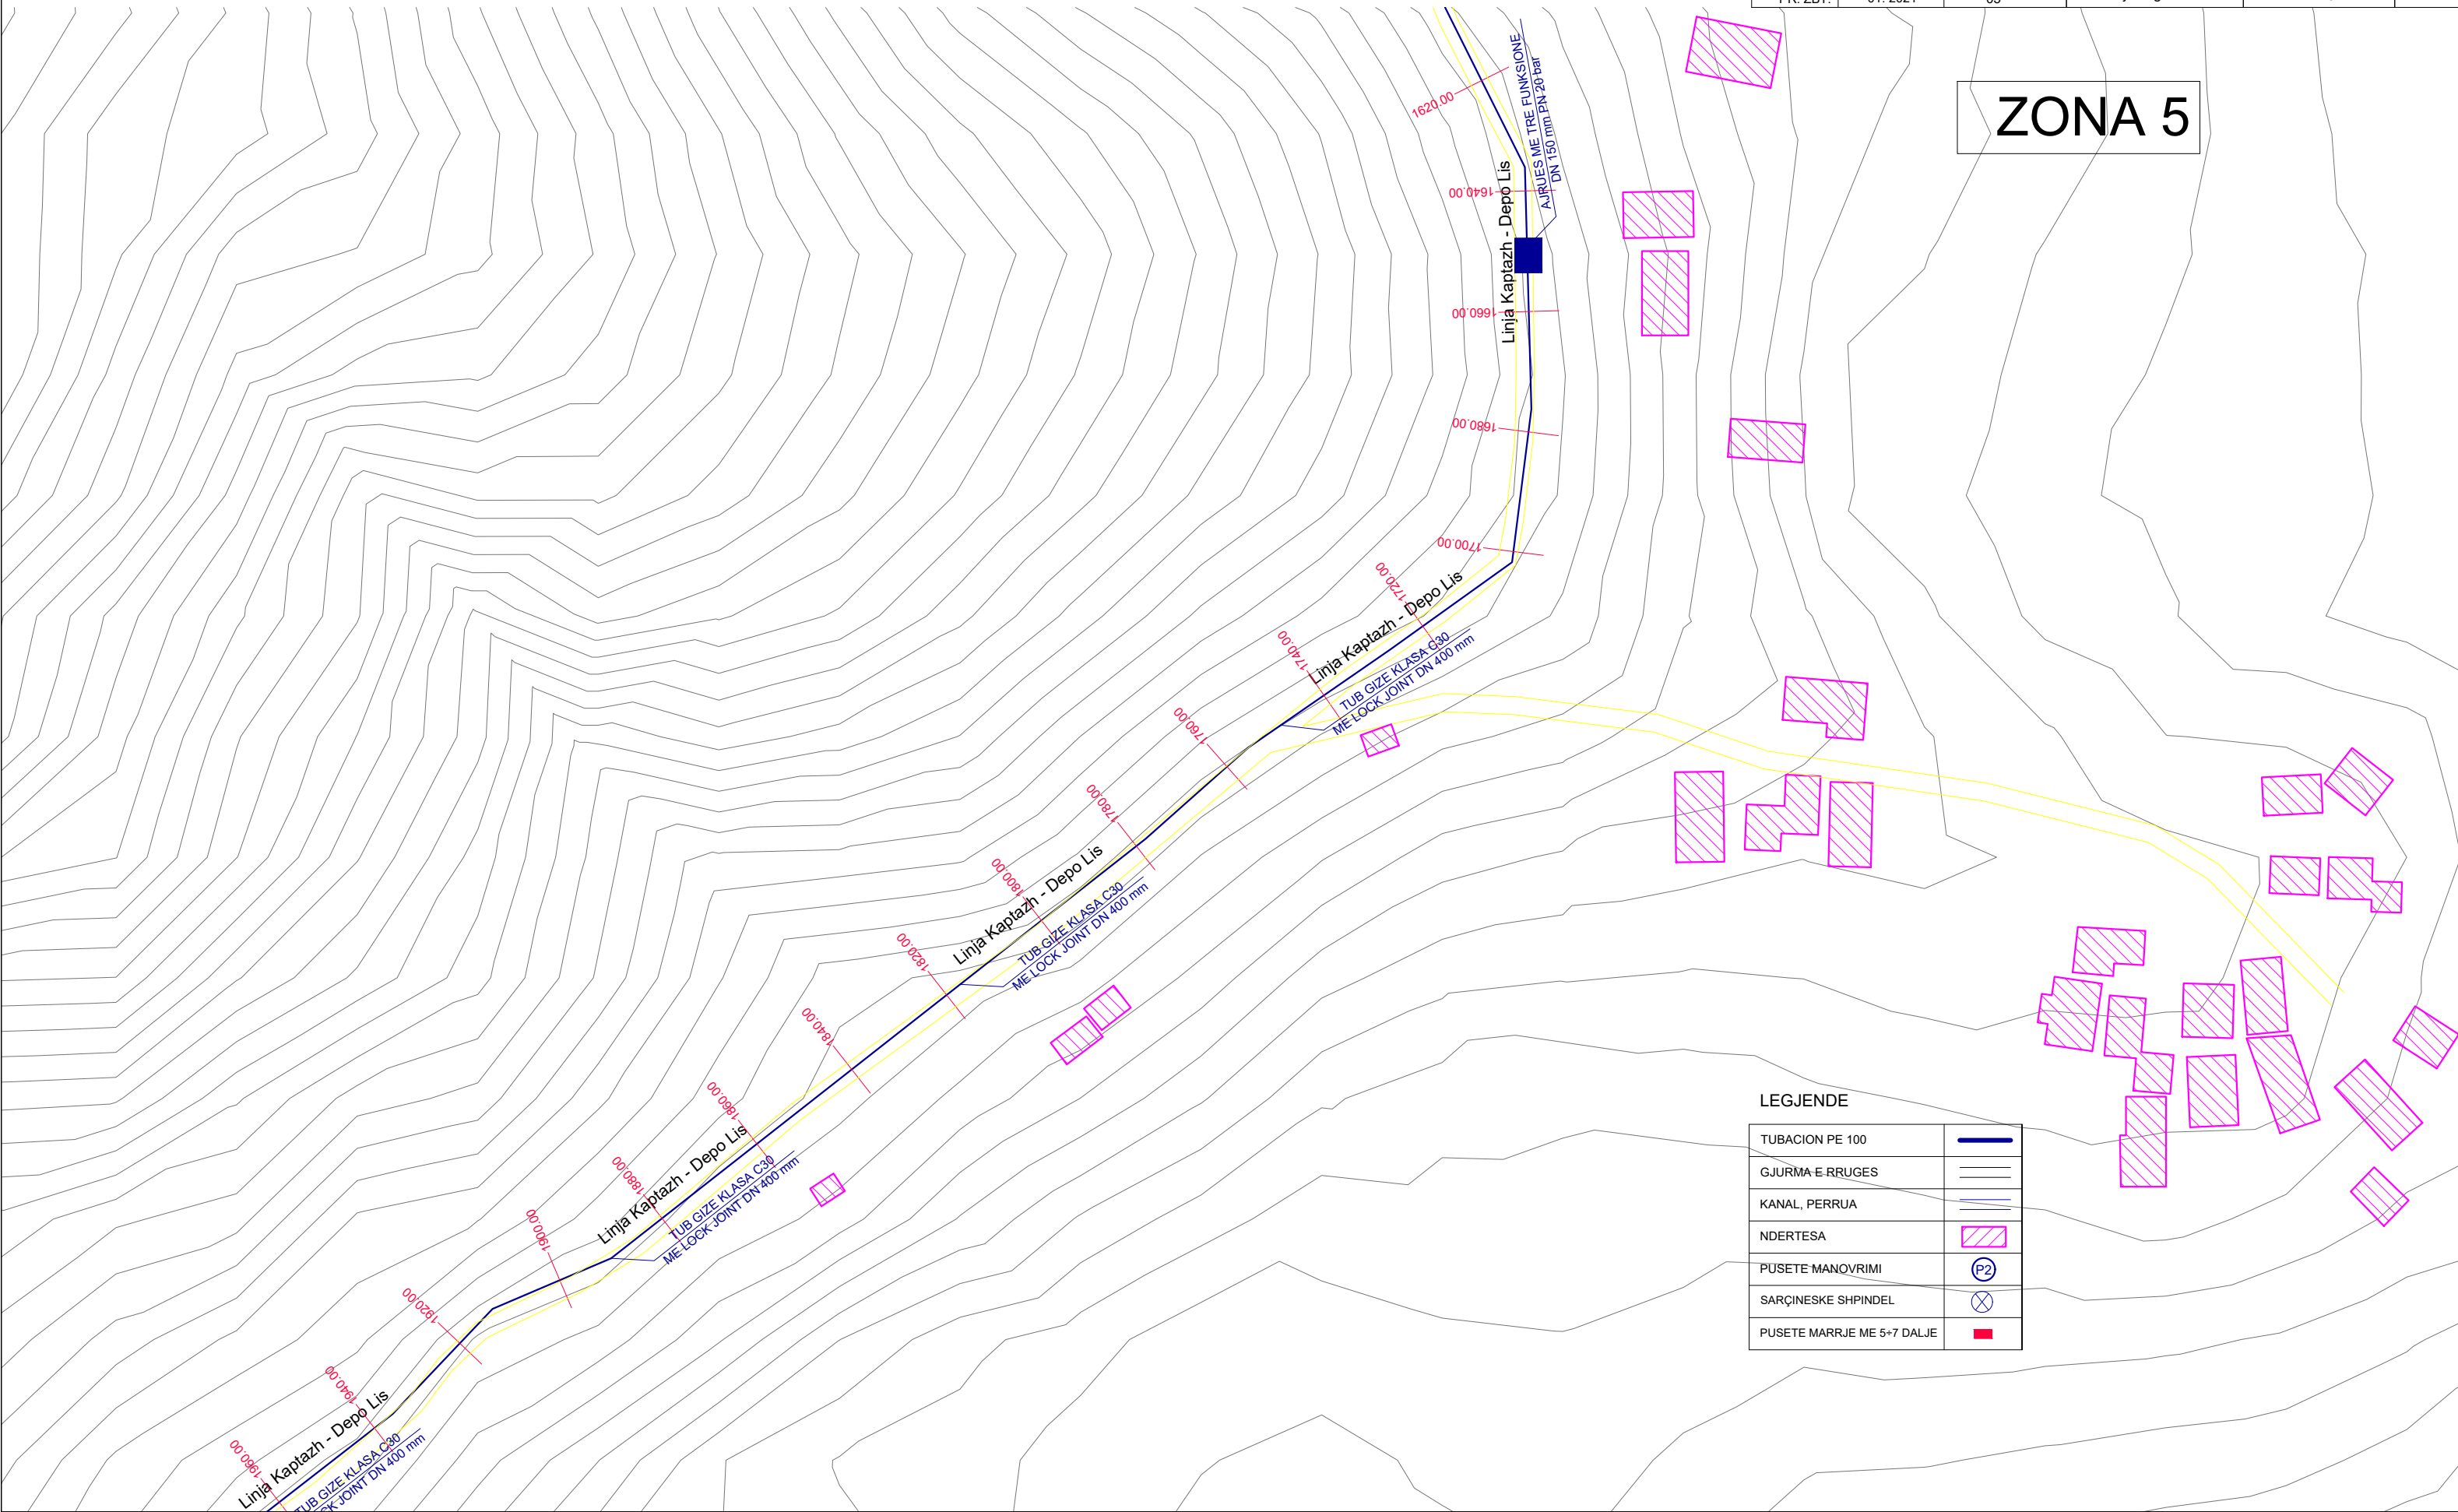 01. 2021
ZONA 5
1620.00
AJRUES ME TRE FUNKSIONE
DN 150 mm PN 20 bar
Linja Kaptazh - Depo Lis
1640.00
1660.00
1680.00
1700.00
1720.00
Linja Kaptazh - Depo Lis
1740.00
TUB GIZE KLASA C30
ME LOCK JOINT DN 400 mm
1760.00
1780.00
1800.00
Linja Kaptazh - Depo Lis
TUB GIZE KLASA C30
ME LOCK JOINT DN 400 mm
1820.00
1840.00
1860.00
Linja Kaptazh - Depo Lis
1880.00
TUB GIZE KLASA C30
ME LOCK JOINT DN 400 mm
1900.00
1920.00
1940.00
Linja Kaptazh - Depo Lis
1960.00
TUB GIZE KLASA C30
JOINT DN 400 mm
LEGJENDE
TUBACION PE 100
GJURMA E RRUGES
KANAL, PERRUA
NDERTESA
PUSETE MANOVRIMI P2
SARÇINESKE SHPINDEL
PUSETE MARRJE ME 5÷7 DALJE